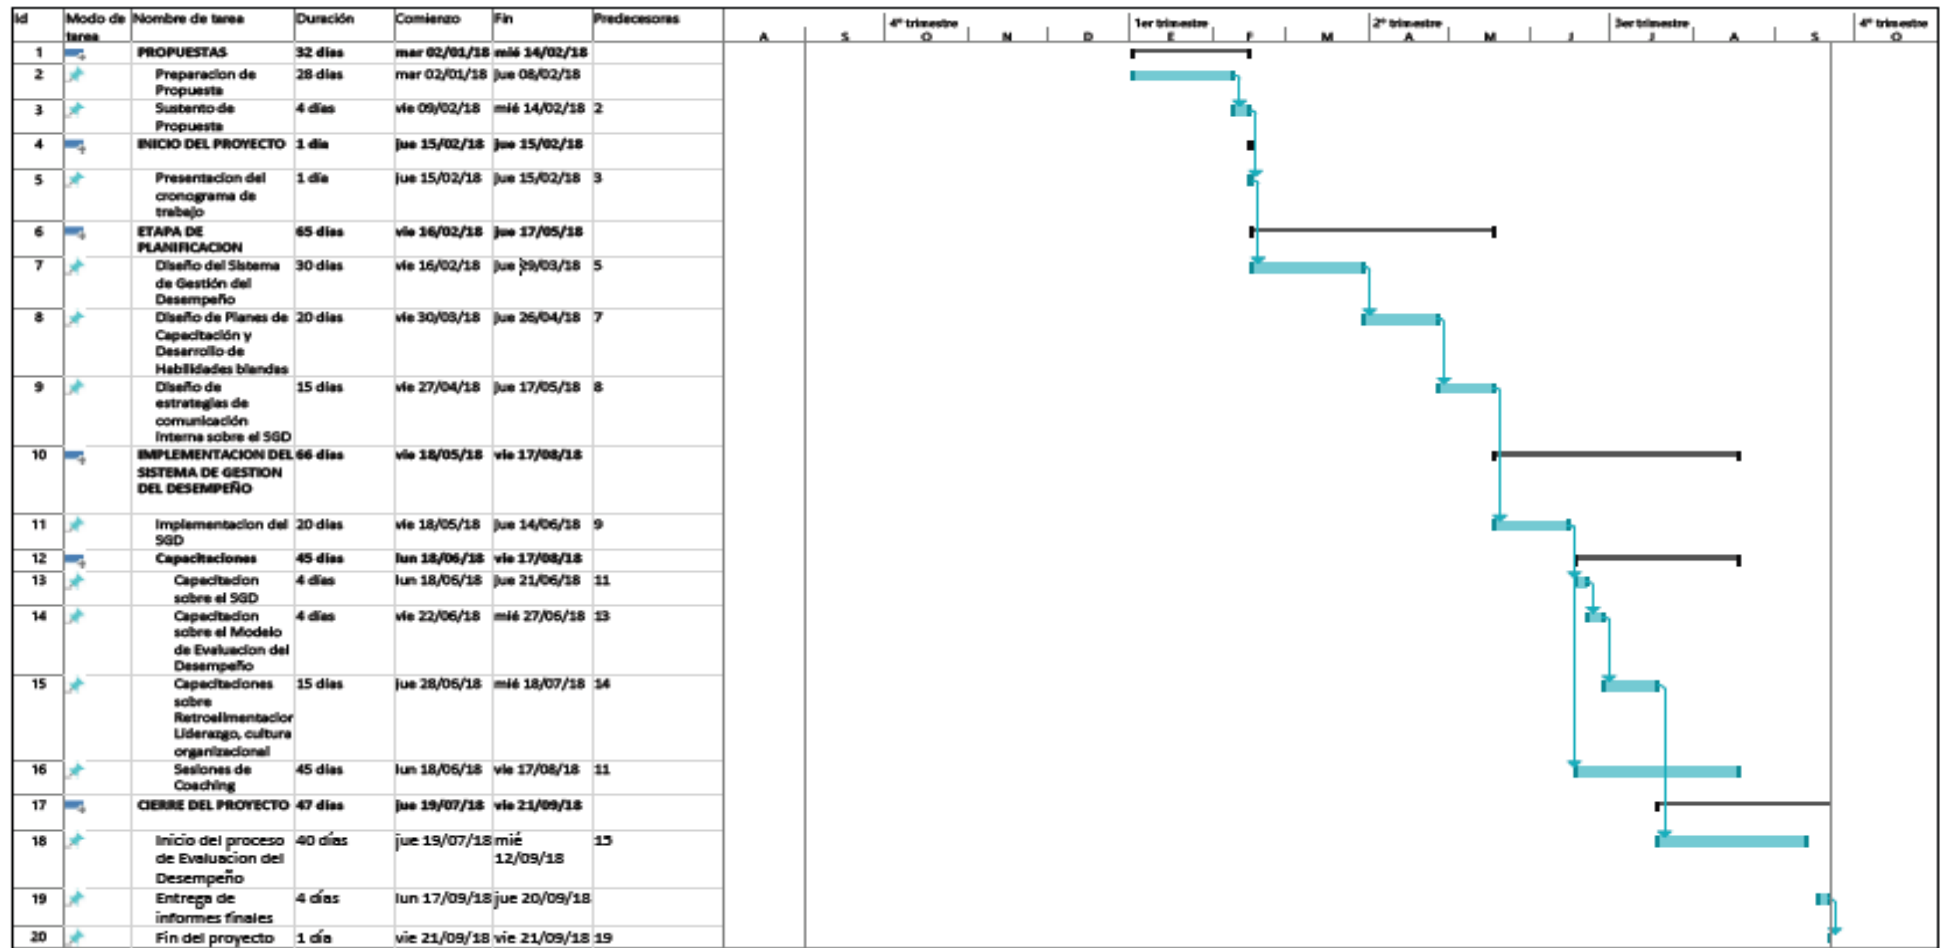 Id Modo de Nombre de tarea Duración Comienzo Fin Predecesoras
tarea
4º trimestre 1er trimestre 2º trimestre 3er trimestre 4º trimestre
A S O N D E F M A M J J A S O
1 PROPUESTAS 32 días mar 02/01/18 mié 14/02/18
2 Preparacion de 28 días mar 02/01/18 jue 08/02/18
Propuesta
3 Sustento de 4 días vie 09/02/18 mié 14/02/18 2
Propuesta
4 INICIO DEL PROYECTO 1 día jue 15/02/18 jue 15/02/18
5 Presentacion del 1 día jue 15/02/18 jue 15/02/18 3
cronograma de
trabajo
6 ETAPA DE 65 días vie 16/02/18 jue 17/05/18
PLANIFICACION
7 Diseño del Sistema 30 días vie 16/02/18 jue 29/03/18 5
de Gestión del
Desempeño
8 Diseño de Planes de 20 días vie 30/03/18 jue 26/04/18 7
Capacitación y
Desarrollo de
Habilidades blandas
9 Diseño de 15 días vie 27/04/18 jue 17/05/18 8
estrategias de
comunicación
interna sobre el SGD
10 IMPLEMENTACION DEL 66 días vie 18/05/18 vie 17/08/18
SISTEMA DE GESTION
DEL DESEMPEÑO
11 Implementacion del 20 días vie 18/05/18 jue 14/06/18 9
SGD
12 Capacitaciones 45 días lun 18/06/18 vie 17/08/18
13 Capacitacion 4 días lun 18/06/18 jue 21/06/18 11
sobre el SGD
14 Capacitacion 4 días vie 22/06/18 mié 27/06/18 13
sobre el Modelo
de Evaluacion del
Desempeño
15 Capacitaciones 15 días jue 28/06/18 mié 18/07/18 14
sobre
Retroalimentacior
Liderazgo, cultura
organizacional
16 Sesiones de 45 días lun 18/06/18 vie 17/08/18 11
Coaching
17 CIERRE DEL PROYECTO 47 días jue 19/07/18 vie 21/09/18
18 Inicio del proceso 40 días jue 19/07/18 mié 15
de Evaluacion del 12/09/18
Desempeño
19 Entrega de 4 días lun 17/09/18 jue 20/09/18
informes finales
20 Fin del proyecto 1 día vie 21/09/18 vie 21/09/18 19